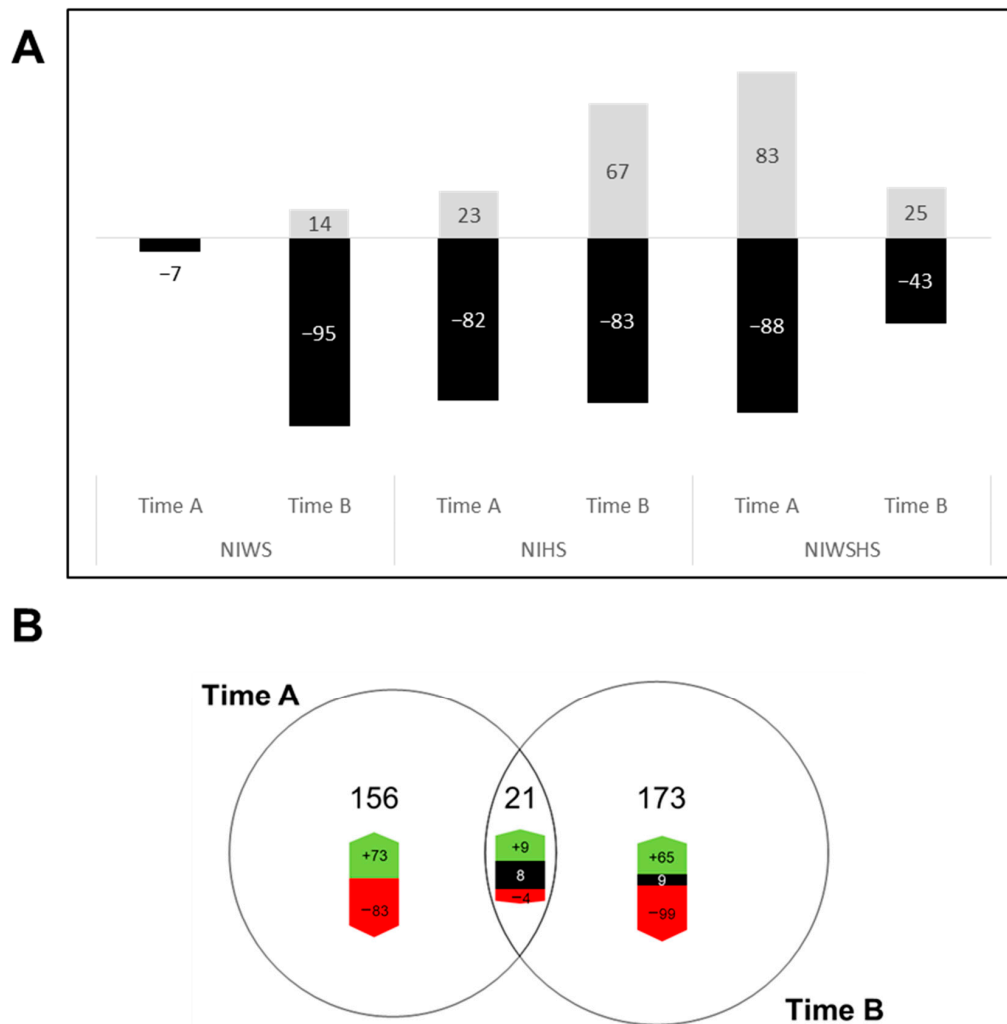 A
83
67
23
25
14
−7
−43
−82
−83
−88
−95
Time A Time B Time A Time B Time A Time B
NIWS NIHS NIWSHS
B
Time A
156 21 173
+73 +9 +65
8 9
−4
−83 −99
Time B